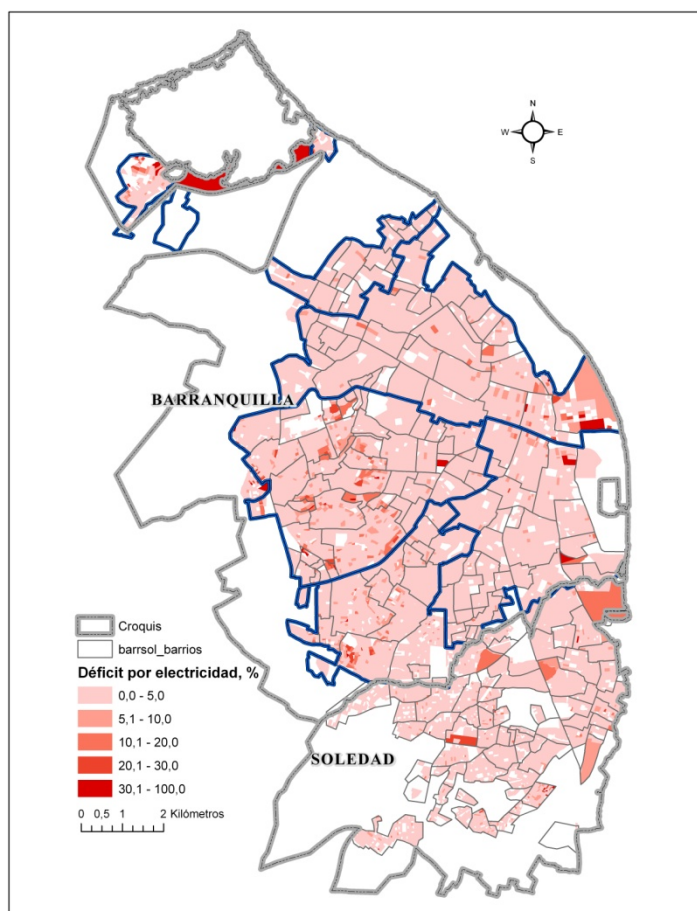 N
W E
S
BARRANQUILLA
Croquis
barrsol_barrios
Déficit por electricidad, %
0,0 - 5,0
5,1 - 10,0
10,1 - 20,0
20,1 - 30,0
30,1 - 100,0
SOLEDAD
0 0,5 1 2 Kilómetros